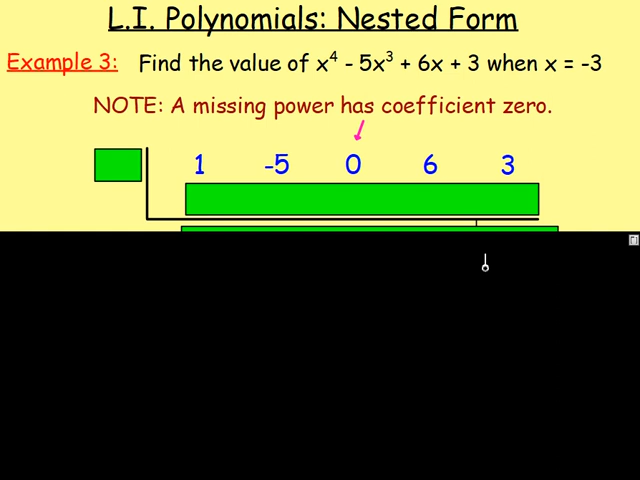 L.I. Polynomials: Nested Form
Example 3: Find the value of x⁴ - 5x³ + 6x + 3 when x = -3
NOTE: A missing power has coefficient zero.
1 -5 0 6 3